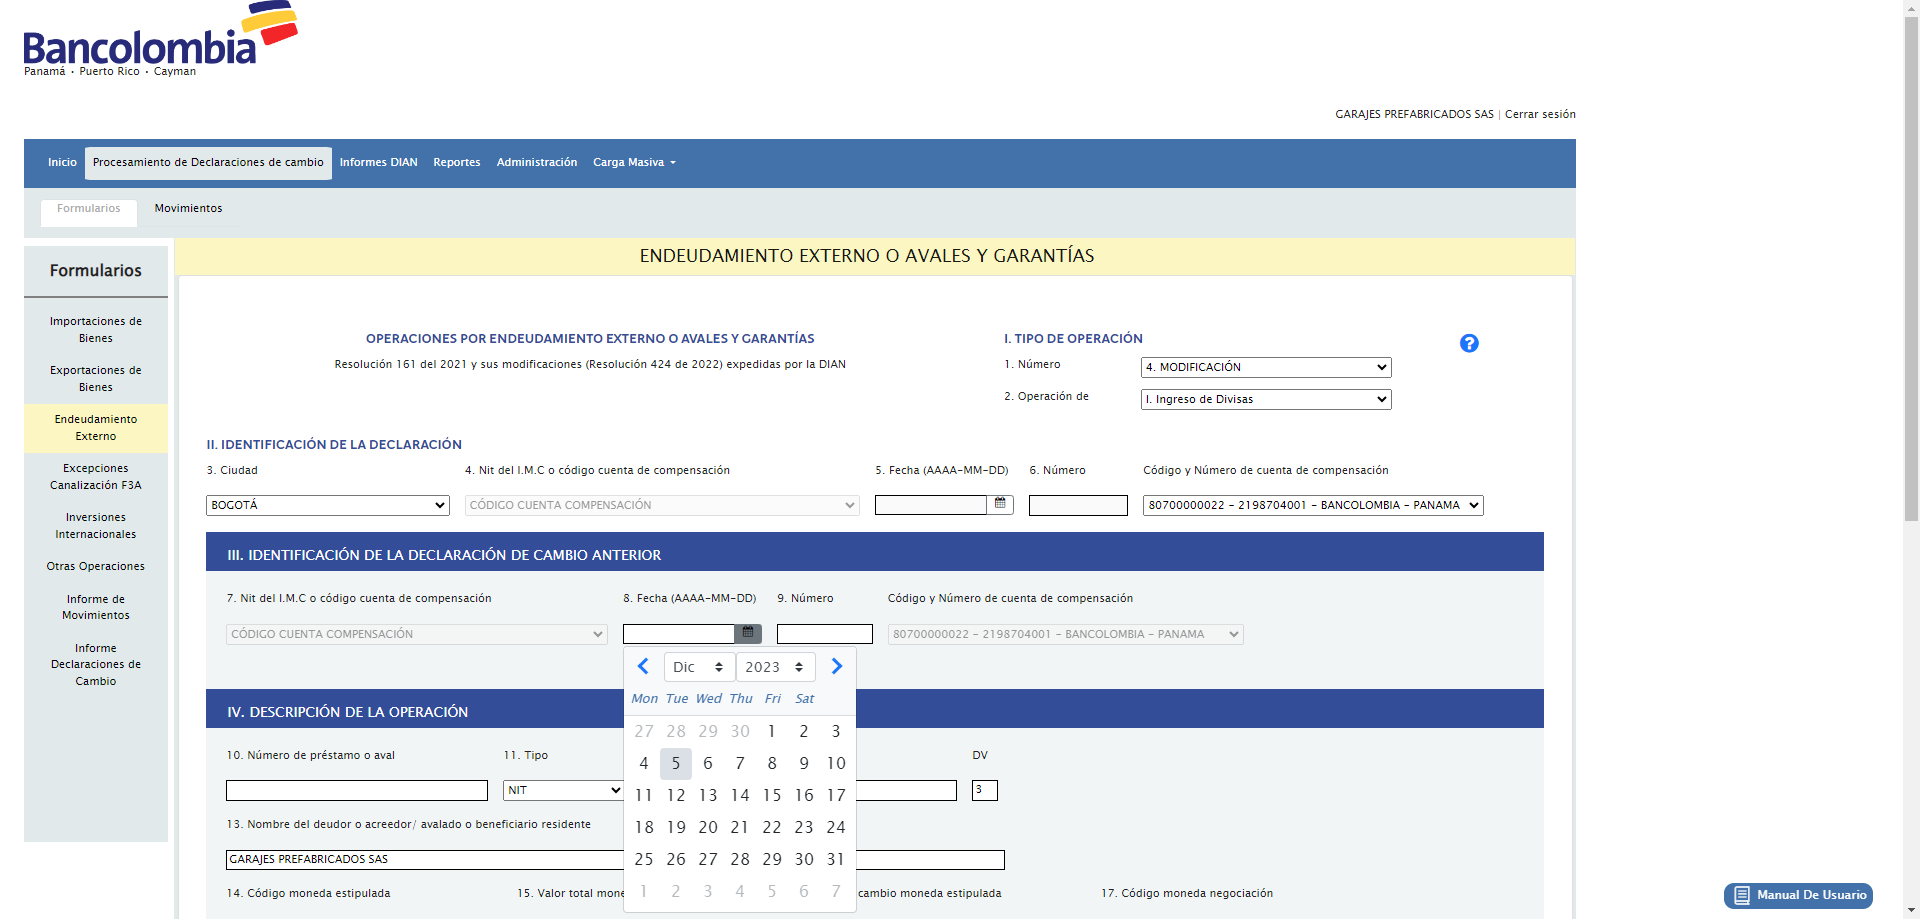 Bancolombia
Panamá • Puerto Rico • Cayman
GARAJES PREFABRICADOS SAS | Cerrar sesión
Inicio Procesamiento de Declaraciones de cambio Informes DIAN Reportes Administración Carga Masiva
Formularios Movimientos
Formularios
Importaciones de
Bienes
Exportaciones de
Bienes
Endeudamiento
Externo
Excepciones
Canalización F3A
Inversiones
Internacionales
Otras Operaciones
Informe de
Movimientos
Informe
Declaraciones de
Cambio
ENDEUDAMIENTO EXTERNO O AVALES Y GARANTÍAS
OPERACIONES POR ENDEUDAMIENTO EXTERNO O AVALES Y GARANTÍAS
Resolución 161 del 2021 y sus modificaciones (Resolución 424 de 2022) expedidas por la DIAN
I. TIPO DE OPERACIÓN
?
1. Número 4. MODIFICACIÓN
2. Operación de I. Ingreso de Divisas
II. IDENTIFICACIÓN DE LA DECLARACIÓN
3. Ciudad 4. Nit del I.M.C o código cuenta de compensación 5. Fecha (AAAA-MM-DD) 6. Número Código y Número de cuenta de compensación
BOGOTÁ CÓDIGO CUENTA COMPENSACIÓN 80700000022 - 2198704001 - BANCOLOMBIA - PANAMA
III. IDENTIFICACIÓN DE LA DECLARACIÓN DE CAMBIO ANTERIOR
7. Nit del I.M.C o código cuenta de compensación 8. Fecha (AAAA-MM-DD) 9. Número Código y Número de cuenta de compensación
CÓDIGO CUENTA COMPENSACIÓN 80700000022 - 2198704001 - BANCOLOMBIA - PANAMA
Dic 2023
Mon Tue Wed Thu Fri Sat
27 28 29 30 1 2 3
4 5 6 7 8 9 10
11 12 13 14 15 16 17
18 19 20 21 22 23 24
25 26 27 28 29 30 31
1 2 3 4 5 6 7
IV. DESCRIPCIÓN DE LA OPERACIÓN
10. Número de préstamo o aval 11. Tipo DV
NIT 3
13. Nombre del deudor o acreedor/ avalado o beneficiario residente
GARAJES PREFABRICADOS SAS
14. Código moneda estipulada 15. Valor total mone cambio moneda estipulada 17. Código moneda negociación
Manual De Usuario